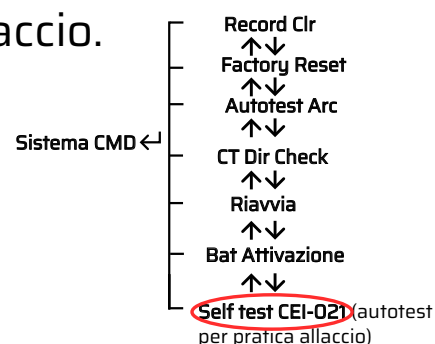 accio.
Record Clr
Factory Reset
Autotest Arc
Sistema CMD
CT Dir Check
Riavvia
Bat Attivazione
Self test CEI-021 (autotest
per pratica allaccio)